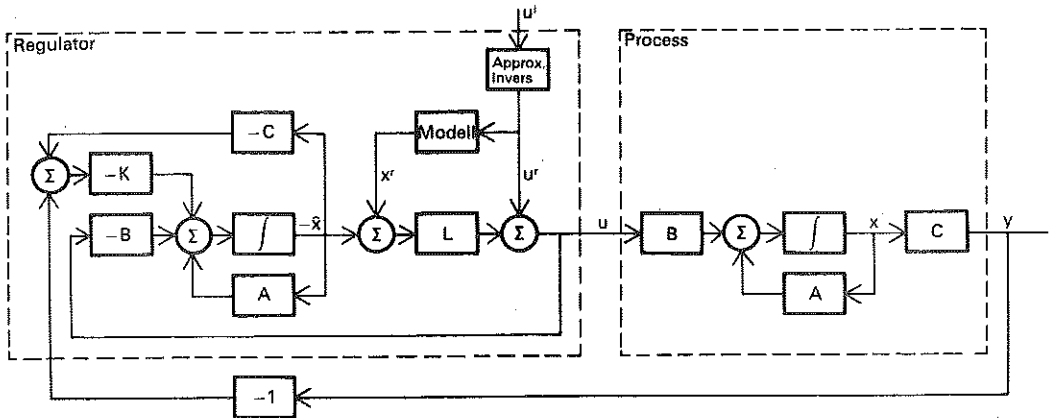 u^i
Regulator
Process
Approx.
Invers
−C
Modell
Σ
−K
x^r
u^r
−B
Σ
∫
−x̂
Σ
L
Σ
u
B
Σ
∫
x
C
y
A
A
−1